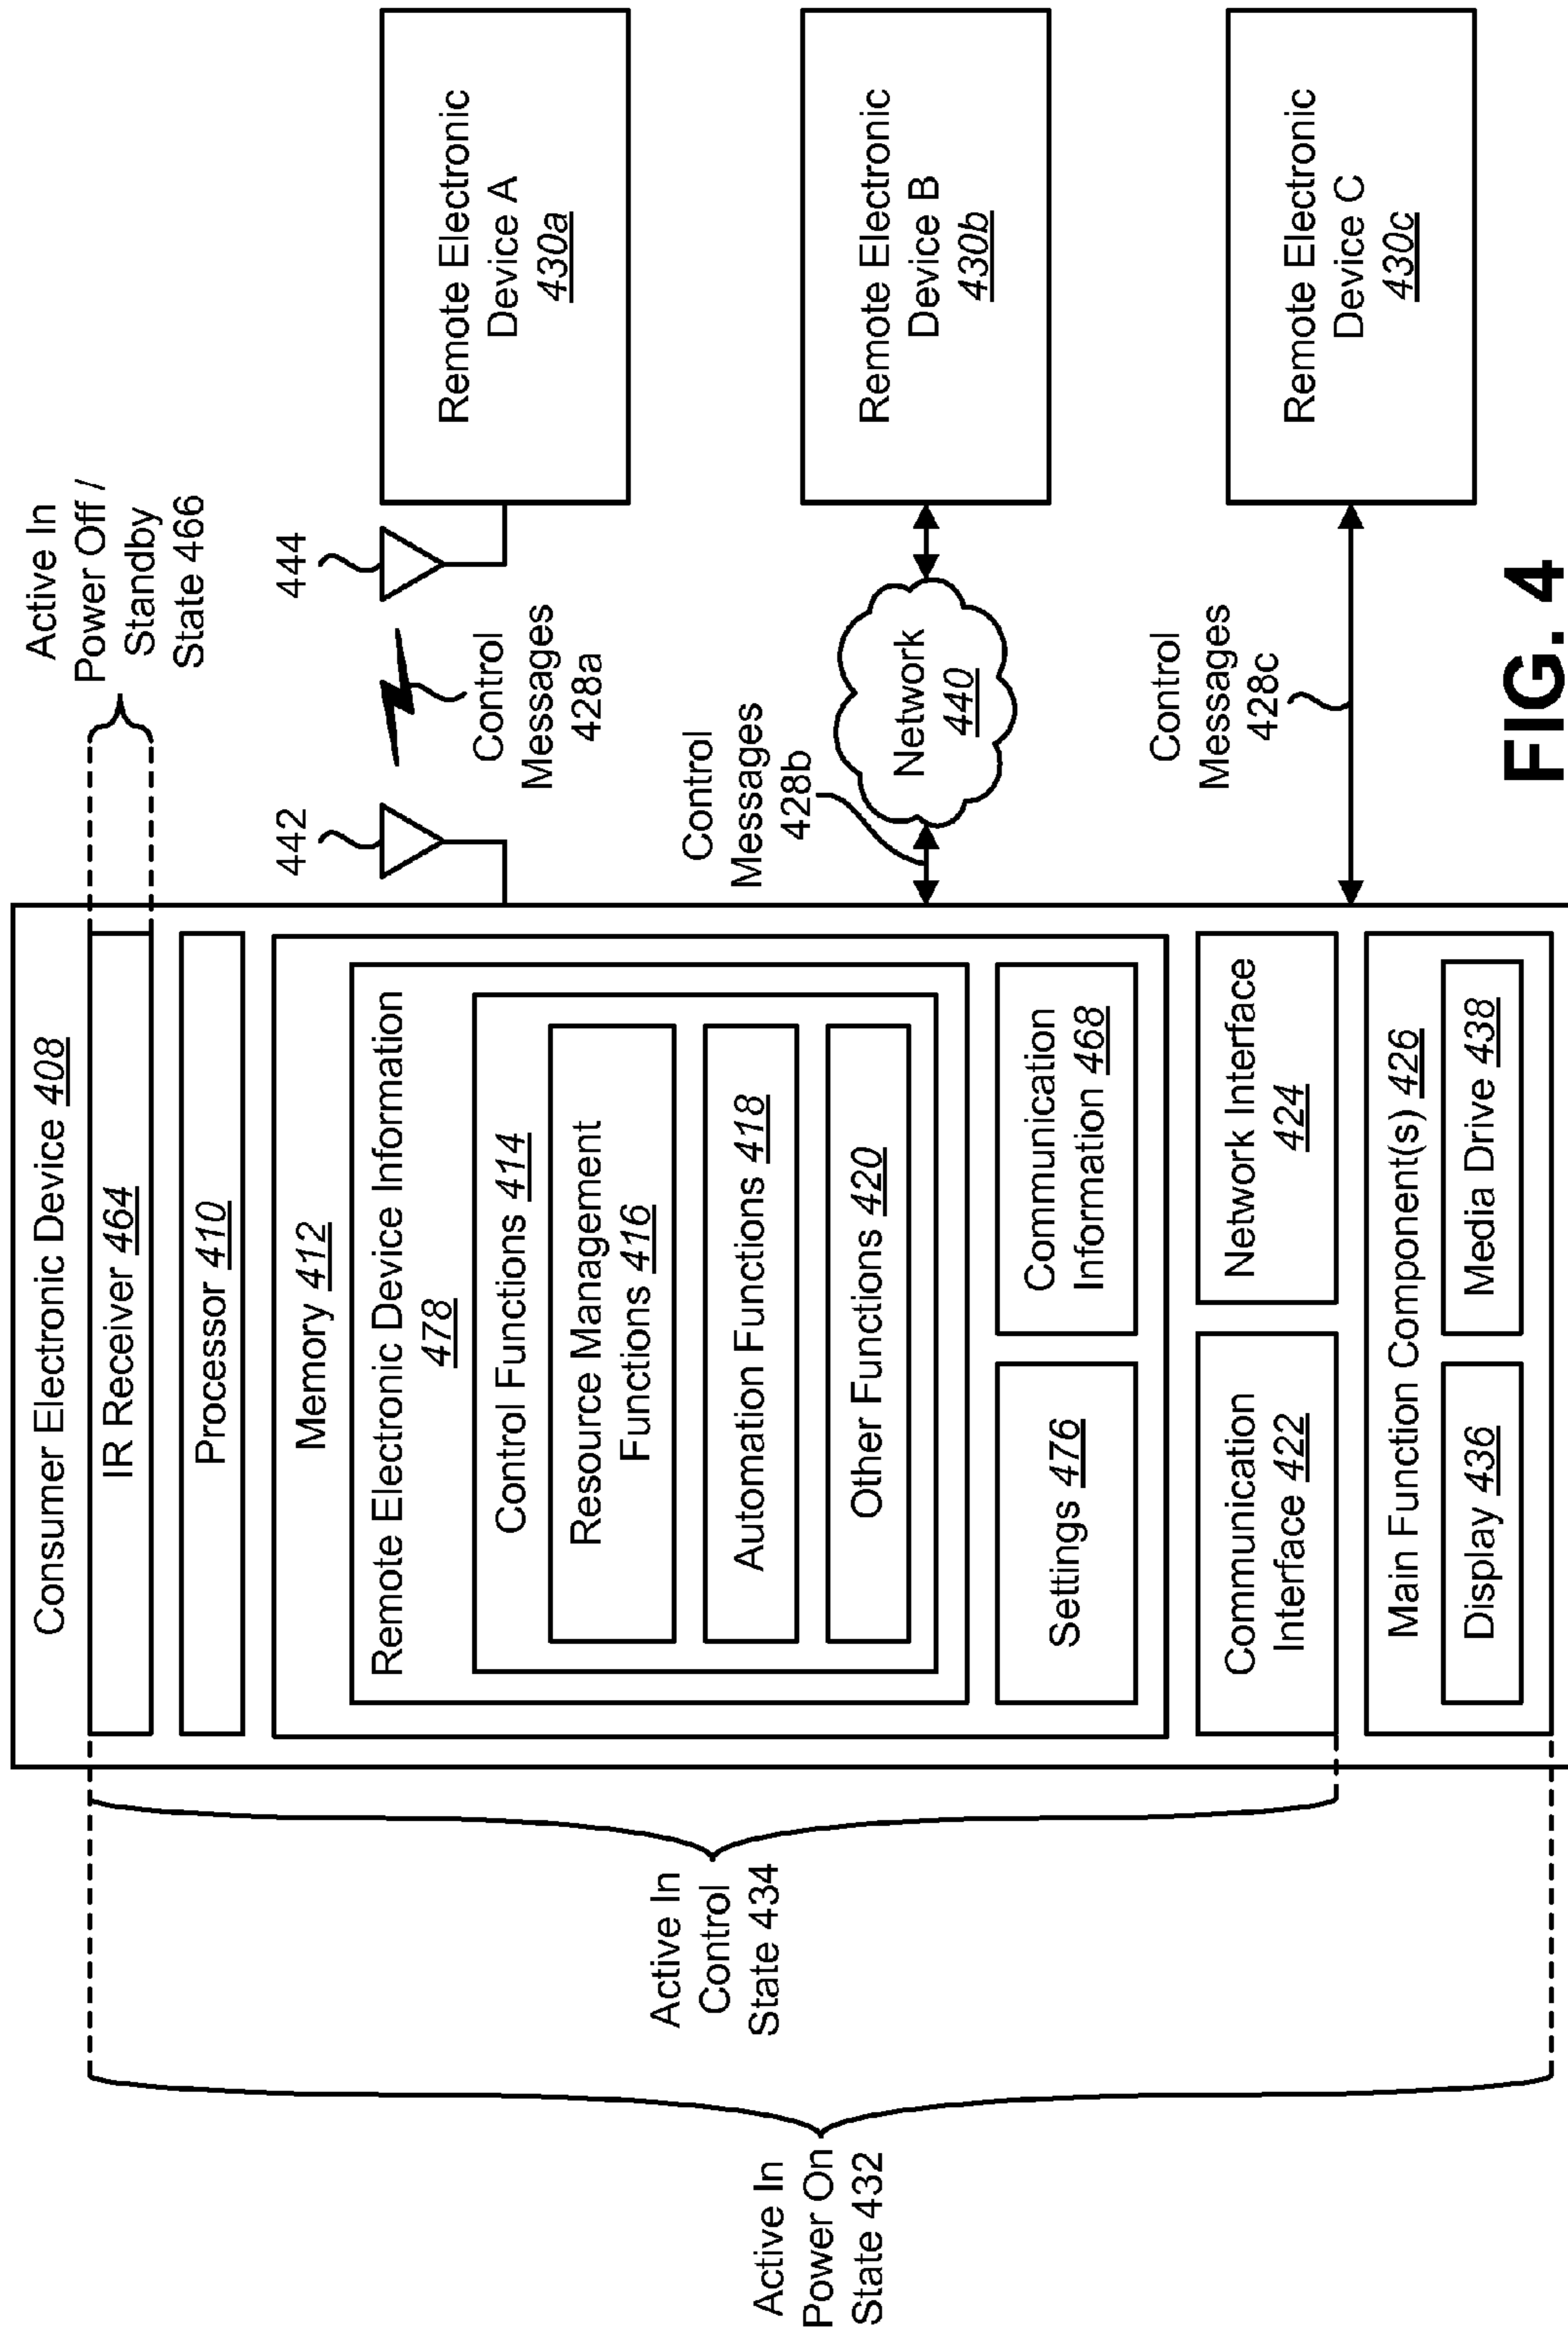 Active In
Power On
State 432
Active In
Control
State 434
Consumer Electronic Device 408
IR Receiver 464
Processor 410
Memory 412
Remote Electronic Device Information
478
Control Functions 414
Resource Management
Functions 416
Automation Functions 418
Other Functions 420
Settings 476
Communication
Information 468
Communication
Interface 422
Network Interface
424
Main Function Component(s) 426
Display 436
Media Drive 438
Active In
Power Off /
Standby
State 466
442
444
Control
Messages
428a
Remote Electronic
Device A
430a
Control
Messages
428b
Network
440
Remote Electronic
Device B
430b
Control
Messages
428c
Remote Electronic
Device C
430c
FIG. 4